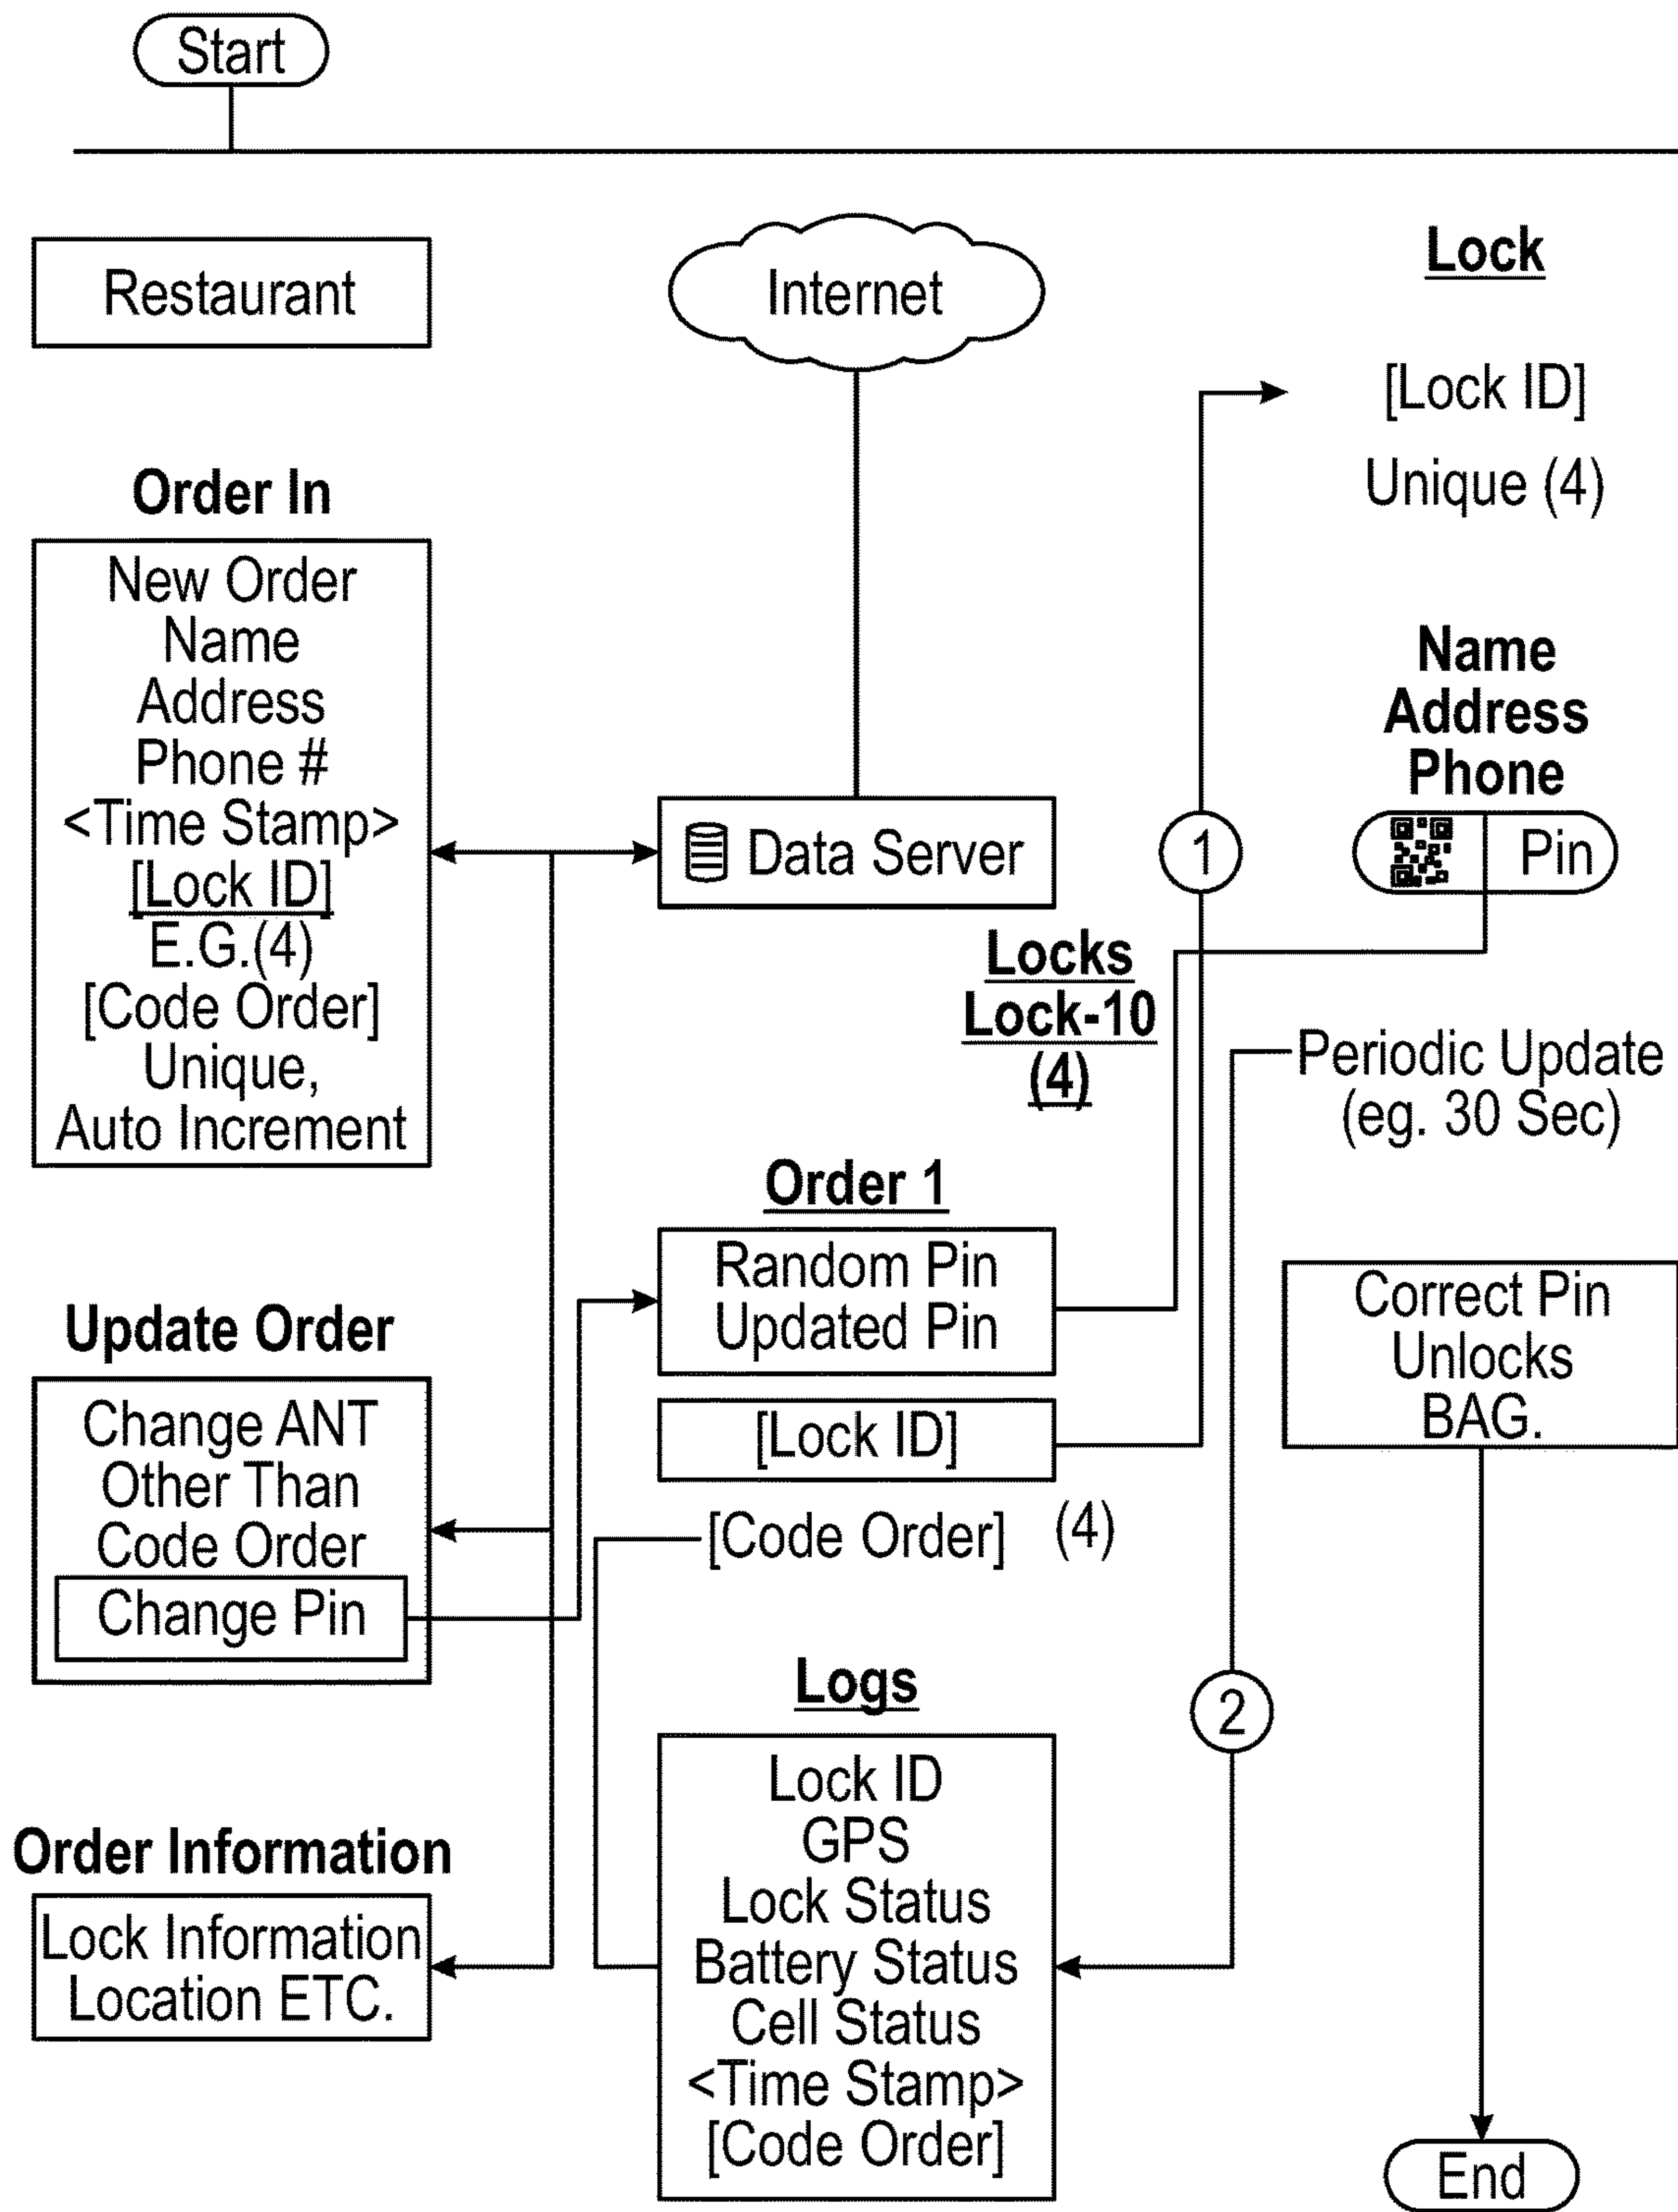 Start
Restaurant
Order In
New Order
Name
Address
Phone #
<Time Stamp>
[Lock ID]
E.G.(4)
[Code Order]
Unique,
Auto Increment
Update Order
Change ANT
Other Than
Code Order
Change Pin
Order Information
Lock Information
Location ETC.
Internet
Data Server
Locks
Lock-10
(4)
Order 1
Random Pin
Updated Pin
[Lock ID]
[Code Order] (4)
Logs
Lock ID
GPS
Lock Status
Battery Status
Cell Status
<Time Stamp>
[Code Order]
1
2
Lock
[Lock ID]
Unique (4)
Name
Address
Phone
Pin
Periodic Update
(eg. 30 Sec)
Correct Pin
Unlocks
BAG.
End